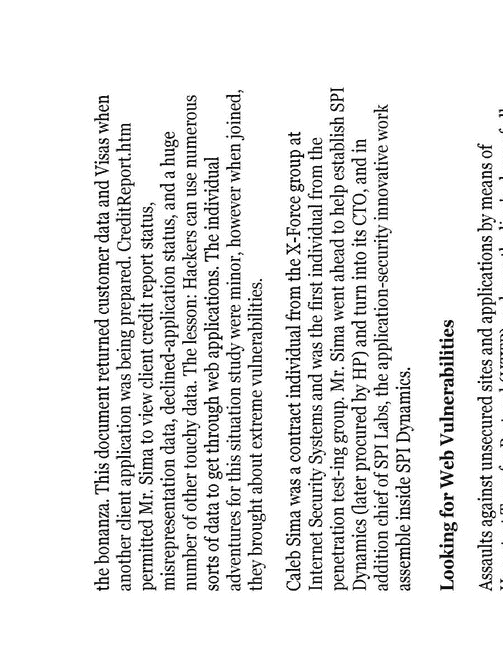 the bonanza. This document returned customer data and Visas when
another client application was being prepared. CreditReport.htm
permitted Mr. Sima to view client credit report status,
misrepresentation data, declined-application status, and a huge
number of other touchy data. The lesson: Hackers can use numerous
sorts of data to get through web applications. The individual
adventures for this situation study were minor, however when joined,
they brought about extreme vulnerabilities.
Caleb Sima was a contract individual from the X-Force group at
Internet Security Systems and was the first individual from the
penetration test-ing group. Mr. Sima went ahead to help establish SPI
Dynamics (later procured by HP) and turn into its CTO, and in
addition chief of SPI Labs, the application-security innovative work
assemble inside SPI Dynamics.
Looking for Web Vulnerabilities
Assaults against unsecured sites and applications by means of